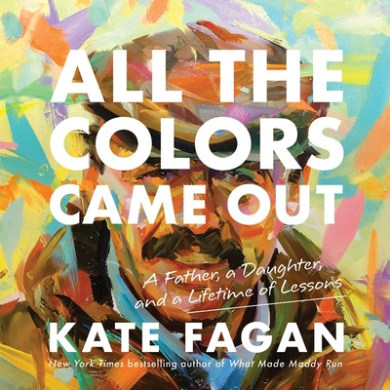 ALL THE
COLORS
CAME OUT
A Father, a Daughter,
and a Lifetime of Lessons
KATE FAGAN
New York Times bestselling author of What Made Maddy Run